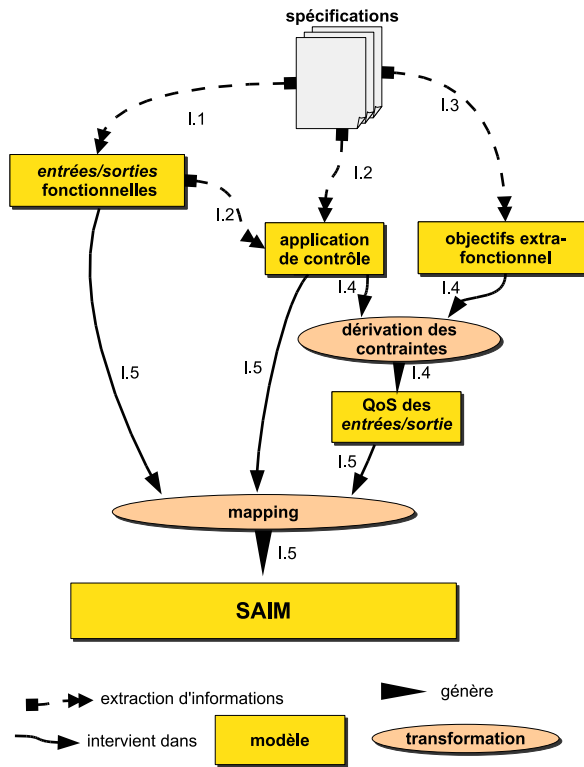 spécifications
I.1
I.3
I.2
entrées/sorties
fonctionnelles
I.2
application
de contrôle
objectifs extra-
fonctionnel
I.4
I.4
dérivation des
contraintes
I.5
I.5
I.4
QoS des
entrées/sortie
I.5
mapping
I.5
SAIM
extraction d'informations
génère
intervient dans
modèle
transformation